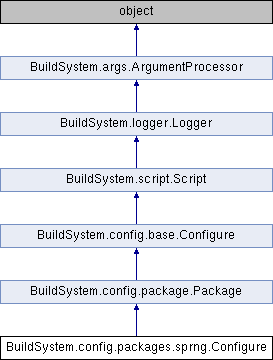 object
BuildSystem.args.ArgumentProcessor
BuildSystem.logger.Logger
BuildSystem.script.Script
BuildSystem.config.base.Configure
BuildSystem.config.package.Package
BuildSystem.config.packages.sprng.Configure